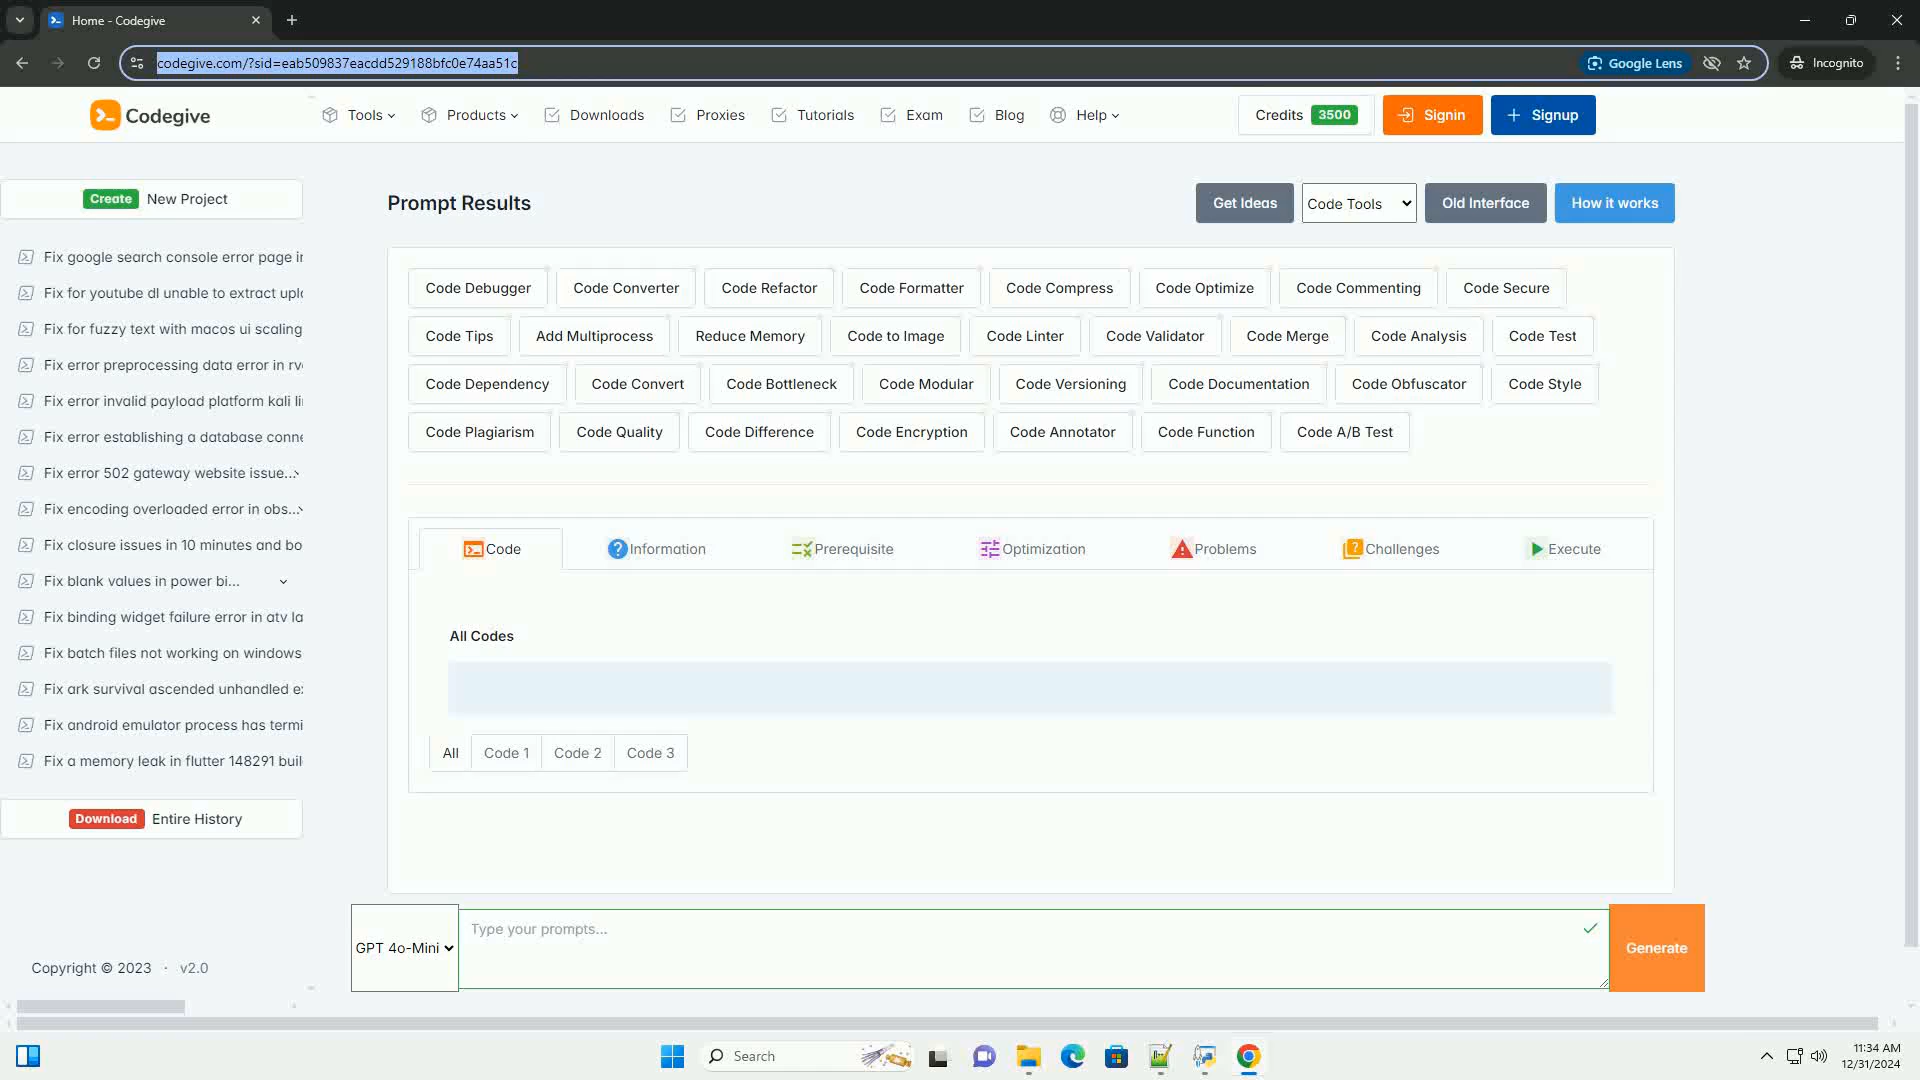 Home - Codegive
codegive.com/?sid=eab509837eacdd529188bfc0e74aa51c
Google Lens
Incognito
Codegive
Tools
Products
Downloads
Proxies
Tutorials
Exam
Blog
Help
Credits 3500
Signin
Signup
Create New Project
Fix google search console error page in
Fix for youtube dl unable to extract uplo
Fix for fuzzy text with macos ui scaling
Fix error preprocessing data error in rvc
Fix error invalid payload platform kali li
Fix error establishing a database conne
Fix error 502 gateway website issue...
Fix encoding overloaded error in obs...
Fix closure issues in 10 minutes and bo
Fix blank values in power bi...
Fix binding widget failure error in atv la
Fix batch files not working on windows
Fix ark survival ascended unhandled e
Fix android emulator process has termi
Fix a memory leak in flutter 148291 buil
Download Entire History
Copyright © 2023 · v2.0
Prompt Results
Get Ideas
Code Tools
Old Interface
How it works
Code Debugger
Code Converter
Code Refactor
Code Formatter
Code Compress
Code Optimize
Code Commenting
Code Secure
Code Tips
Add Multiprocess
Reduce Memory
Code to Image
Code Linter
Code Validator
Code Merge
Code Analysis
Code Test
Code Dependency
Code Convert
Code Bottleneck
Code Modular
Code Versioning
Code Documentation
Code Obfuscator
Code Style
Code Plagiarism
Code Quality
Code Difference
Code Encryption
Code Annotator
Code Function
Code A/B Test
Code
Information
Prerequisite
Optimization
Problems
Challenges
Execute
All Codes
All
Code 1
Code 2
Code 3
GPT 4o-Mini
Type your prompts...
Generate
Search
11:34 AM
12/31/2024